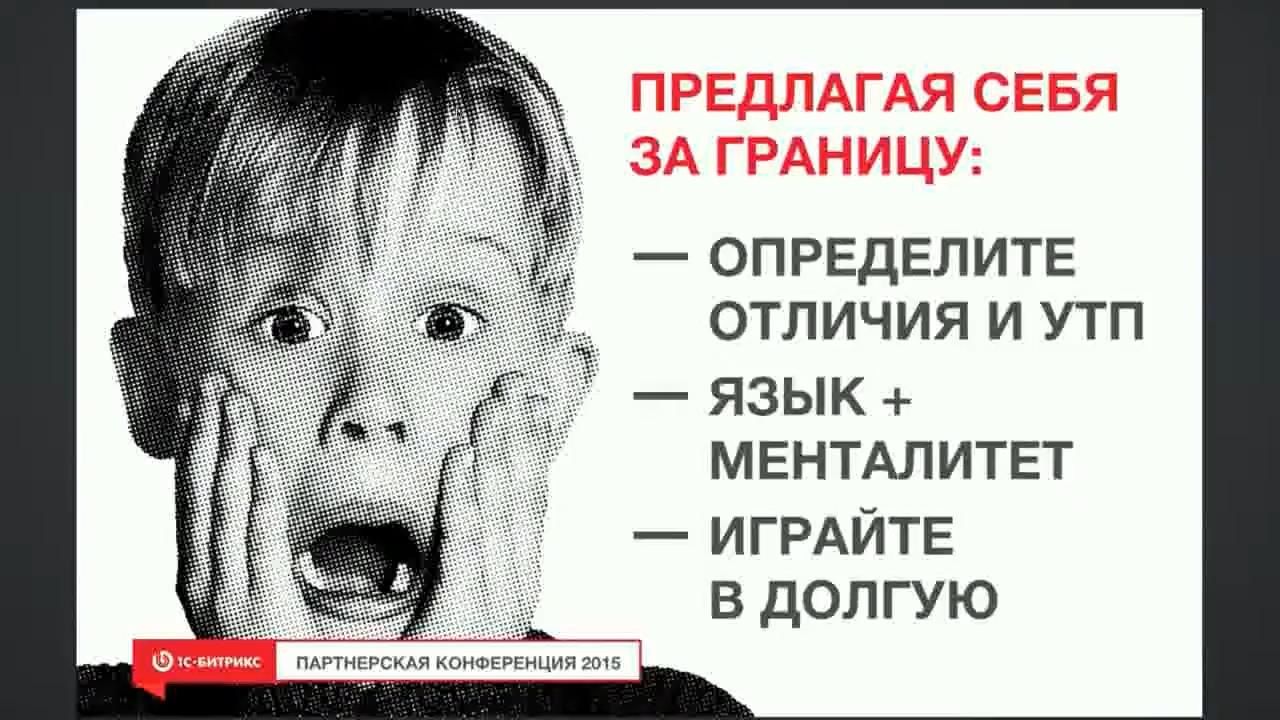 ПРЕДЛАГАЯ СЕБЯ
ЗА ГРАНИЦУ:
— ОПРЕДЕЛИТЕ
ОТЛИЧИЯ И УТП
— ЯЗЫК +
МЕНТАЛИТЕТ
— ИГРАЙТЕ
В ДОЛГУЮ
1С-БИТРИКС
ПАРТНЕРСКАЯ КОНФЕРЕНЦИЯ 2015